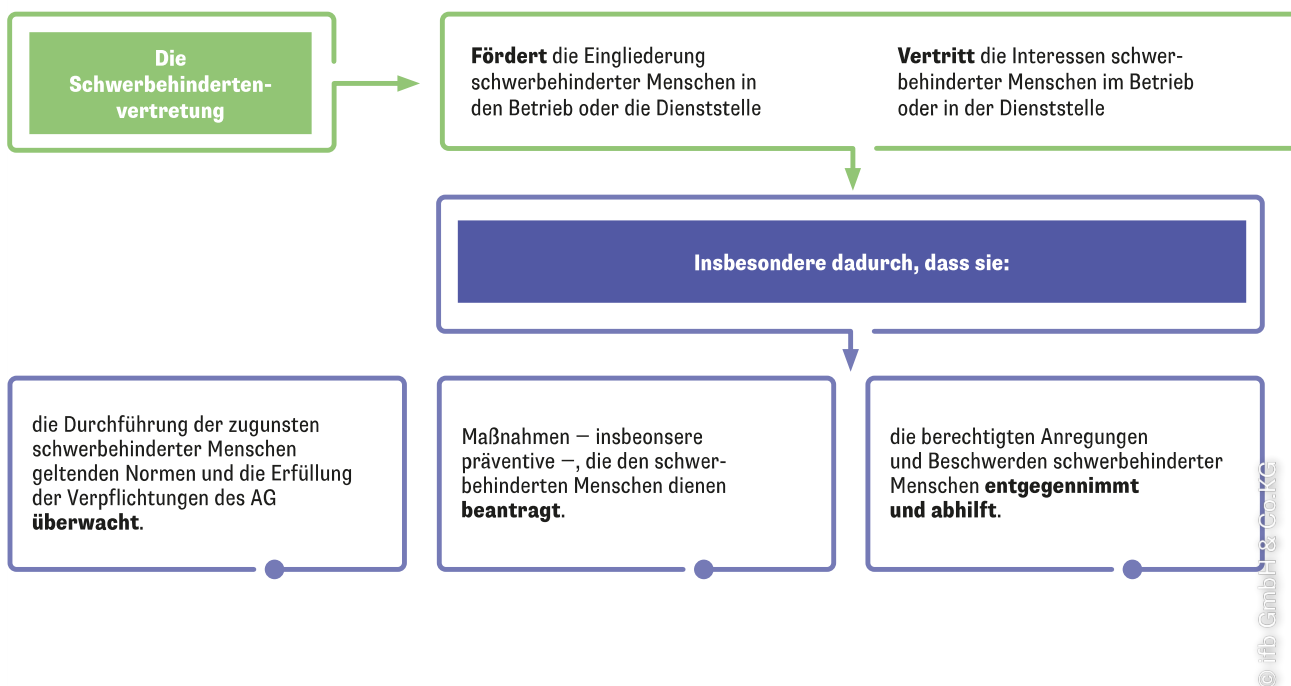 Die
Schwerbehinderten-
vertretung
Fördert die Eingliederung
schwerbehinderter Menschen in
den Betrieb oder die Dienststelle
Vertritt die Interessen schwer-
behinderter Menschen im Betrieb
oder in der Dienststelle
Insbesondere dadurch, dass sie:
die Durchführung der zugunsten
schwerbehinderter Menschen
geltenden Normen und die Erfüllung
der Verpflichtungen des AG
überwacht.
Maßnahmen – insbeonsere
präventive –, die den schwer-
behinderten Menschen dienen
beantragt.
die berechtigten Anregungen
und Beschwerden schwerbehinderter
Menschen entgegennimmt
und abhilft.
© ifb GmbH & Co.KG